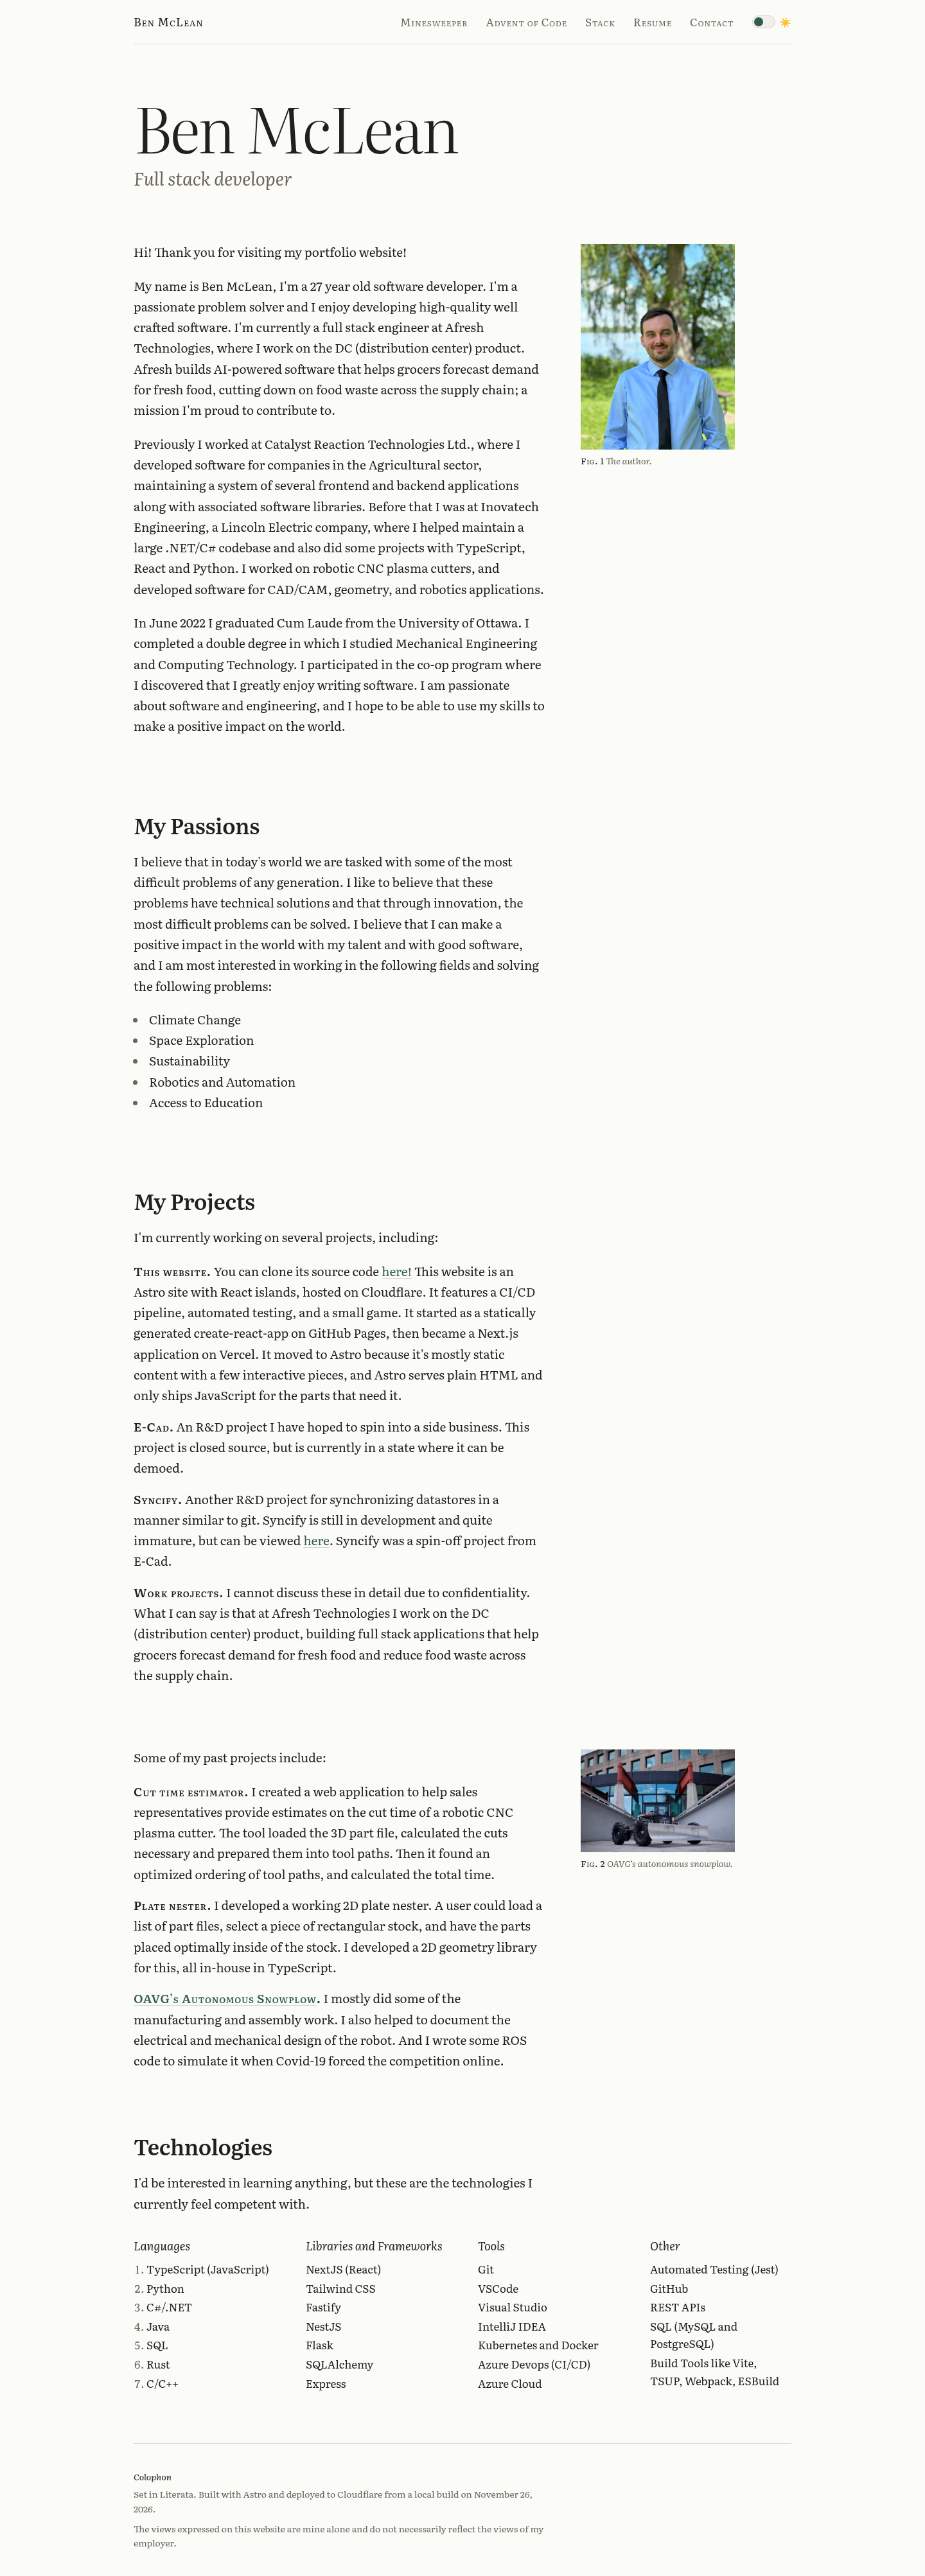 Ben McLean
Minesweeper Advent of Code Stack Resume Contact
Ben McLean
Full stack developer
Hi! Thank you for visiting my portfolio website!
My name is Ben McLean, I'm a 27 year old software developer. I'm a
passionate problem solver and I enjoy developing high-quality well
crafted software. I'm currently a full stack engineer at Afresh
Technologies, where I work on the DC (distribution center) product.
Afresh builds AI-powered software that helps grocers forecast demand
for fresh food, cutting down on food waste across the supply chain; a
mission I'm proud to contribute to.
Fig. 1 The author.
Previously I worked at Catalyst Reaction Technologies Ltd., where I
developed software for companies in the Agricultural sector,
maintaining a system of several frontend and backend applications
along with associated software libraries. Before that I was at Inovatech
Engineering, a Lincoln Electric company, where I helped maintain a
large .NET/C# codebase and also did some projects with TypeScript,
React and Python. I worked on robotic CNC plasma cutters, and
developed software for CAD/CAM, geometry, and robotics applications.
In June 2022 I graduated Cum Laude from the University of Ottawa. I
completed a double degree in which I studied Mechanical Engineering
and Computing Technology. I participated in the co-op program where
I discovered that I greatly enjoy writing software. I am passionate
about software and engineering, and I hope to be able to use my skills to
make a positive impact on the world.
My Passions
I believe that in today's world we are tasked with some of the most
difficult problems of any generation. I like to believe that these
problems have technical solutions and that through innovation, the
most difficult problems can be solved. I believe that I can make a
positive impact in the world with my talent and with good software,
and I am most interested in working in the following fields and solving
the following problems:
Climate Change
Space Exploration
Sustainability
Robotics and Automation
Access to Education
My Projects
I'm currently working on several projects, including:
This website. You can clone its source code here! This website is an
Astro site with React islands, hosted on Cloudflare. It features a CI/CD
pipeline, automated testing, and a small game. It started as a statically
generated create-react-app on GitHub Pages, then became a Next.js
application on Vercel. It moved to Astro because it's mostly static
content with a few interactive pieces, and Astro serves plain HTML and
only ships JavaScript for the parts that need it.
E-Cad. An R&D project I have hoped to spin into a side business. This
project is closed source, but is currently in a state where it can be
demoed.
Syncify. Another R&D project for synchronizing datastores in a
manner similar to git. Syncify is still in development and quite
immature, but can be viewed here. Syncify was a spin-off project from
E-Cad.
Work projects. I cannot discuss these in detail due to confidentiality.
What I can say is that at Afresh Technologies I work on the DC
(distribution center) product, building full stack applications that help
grocers forecast demand for fresh food and reduce food waste across
the supply chain.
Some of my past projects include:
Cut time estimator. I created a web application to help sales
representatives provide estimates on the cut time of a robotic CNC
plasma cutter. The tool loaded the 3D part file, calculated the cuts
necessary and prepared them into tool paths. Then it found an
optimized ordering of tool paths, and calculated the total time.
Fig. 2 OAVG's autonomous snowplow.
Plate nester. I developed a working 2D plate nester. A user could load a
list of part files, select a piece of rectangular stock, and have the parts
placed optimally inside of the stock. I developed a 2D geometry library
for this, all in-house in TypeScript.
OAVG's Autonomous Snowplow. I mostly did some of the
manufacturing and assembly work. I also helped to document the
electrical and mechanical design of the robot. And I wrote some ROS
code to simulate it when Covid-19 forced the competition online.
Technologies
I'd be interested in learning anything, but these are the technologies I
currently feel competent with.
Languages
1. TypeScript (JavaScript)
2. Python
3. C#/.NET
4. Java
5. SQL
6. Rust
7. C/C++
Libraries and Frameworks
NextJS (React)
Tailwind CSS
Fastify
NestJS
Flask
SQLAlchemy
Express
Tools
Git
VSCode
Visual Studio
IntelliJ IDEA
Kubernetes and Docker
Azure Devops (CI/CD)
Azure Cloud
Other
Automated Testing (Jest)
GitHub
REST APIs
SQL (MySQL and
PostgreSQL)
Build Tools like Vite,
TSUP, Webpack, ESBuild
Colophon
Set in Literata. Built with Astro and deployed to Cloudflare from a local build on November 26,
2026.
The views expressed on this website are mine alone and do not necessarily reflect the views of my
employer.